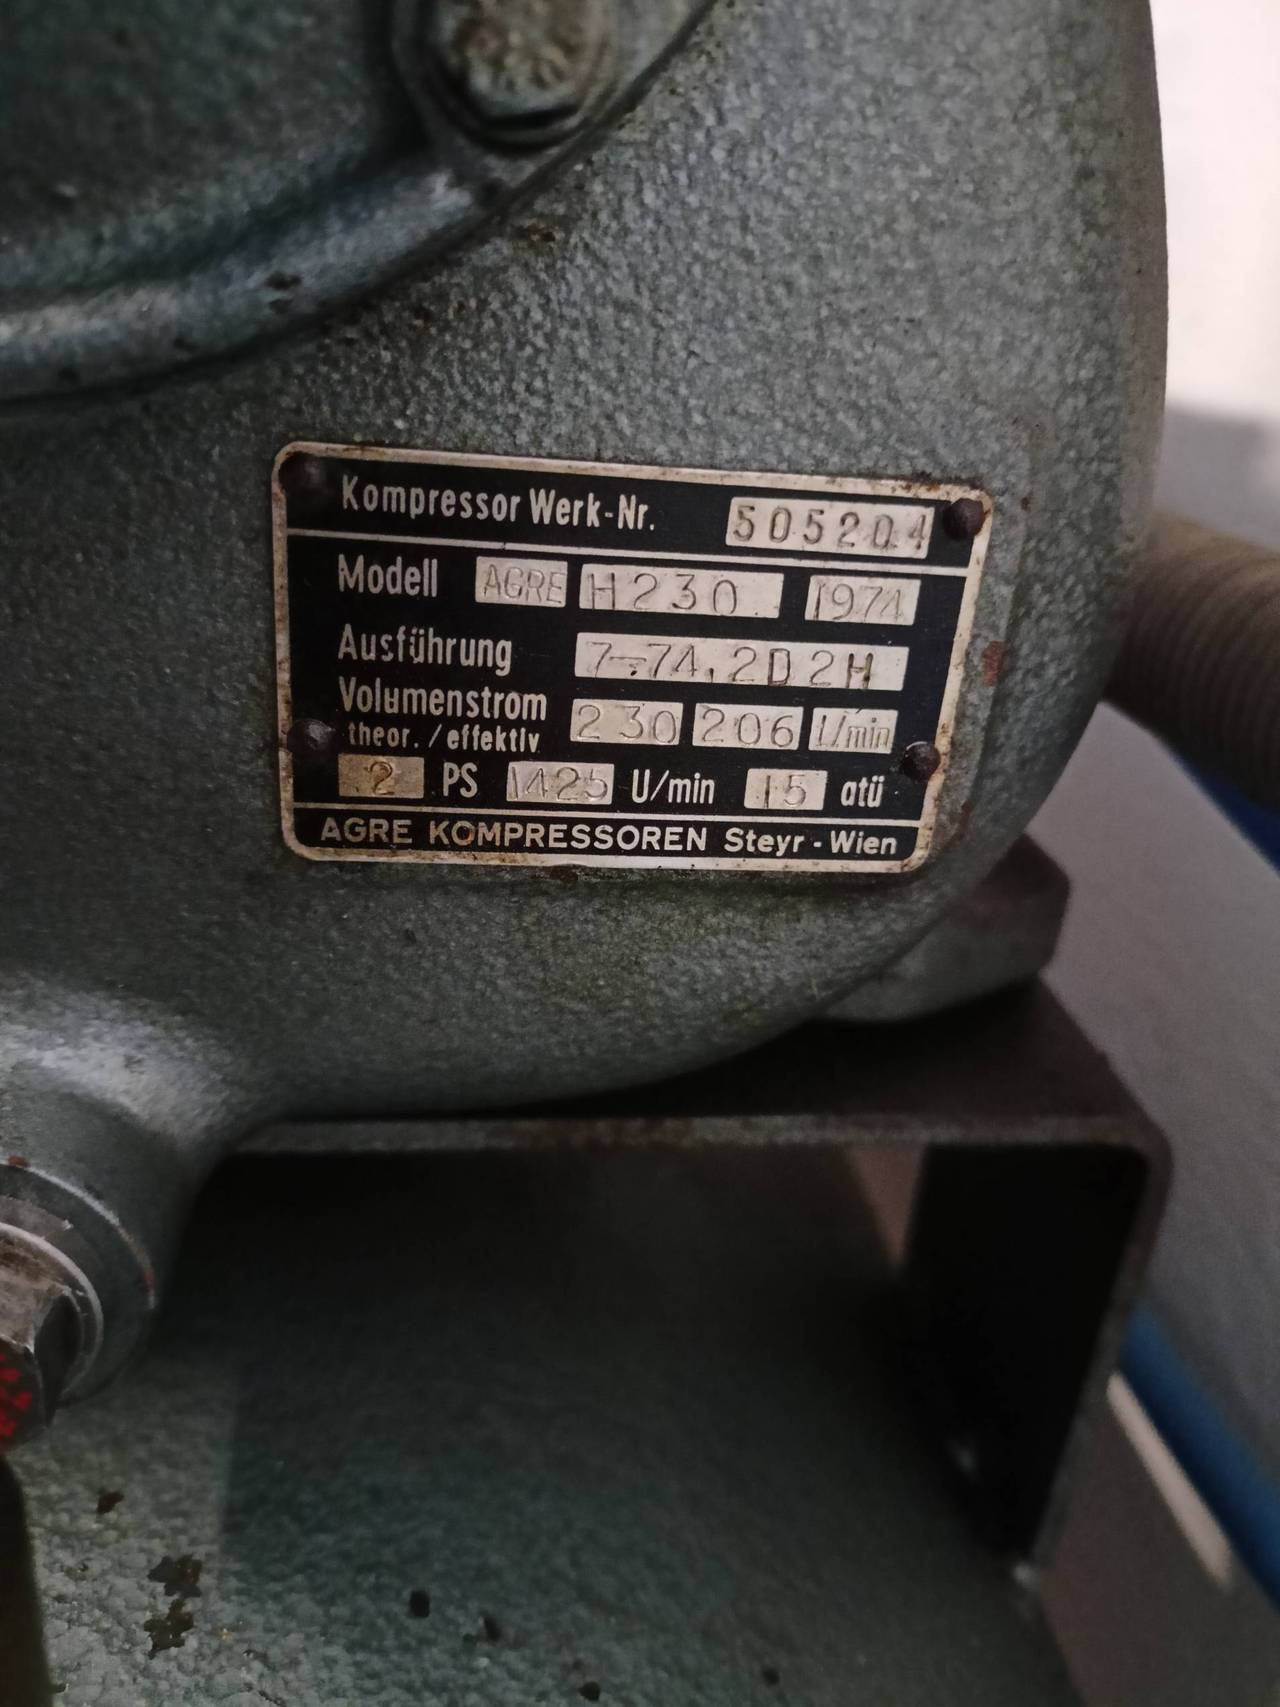 Kompressor Werk-Nr. 505204
Modell AGRE H230 1974
Ausführung 7-74.2D2H
Volumenstrom 230 206 l/min
theor./effektiv
2 PS 1425 U/min 15 atü
AGRE KOMPRESSOREN Steyr - Wien